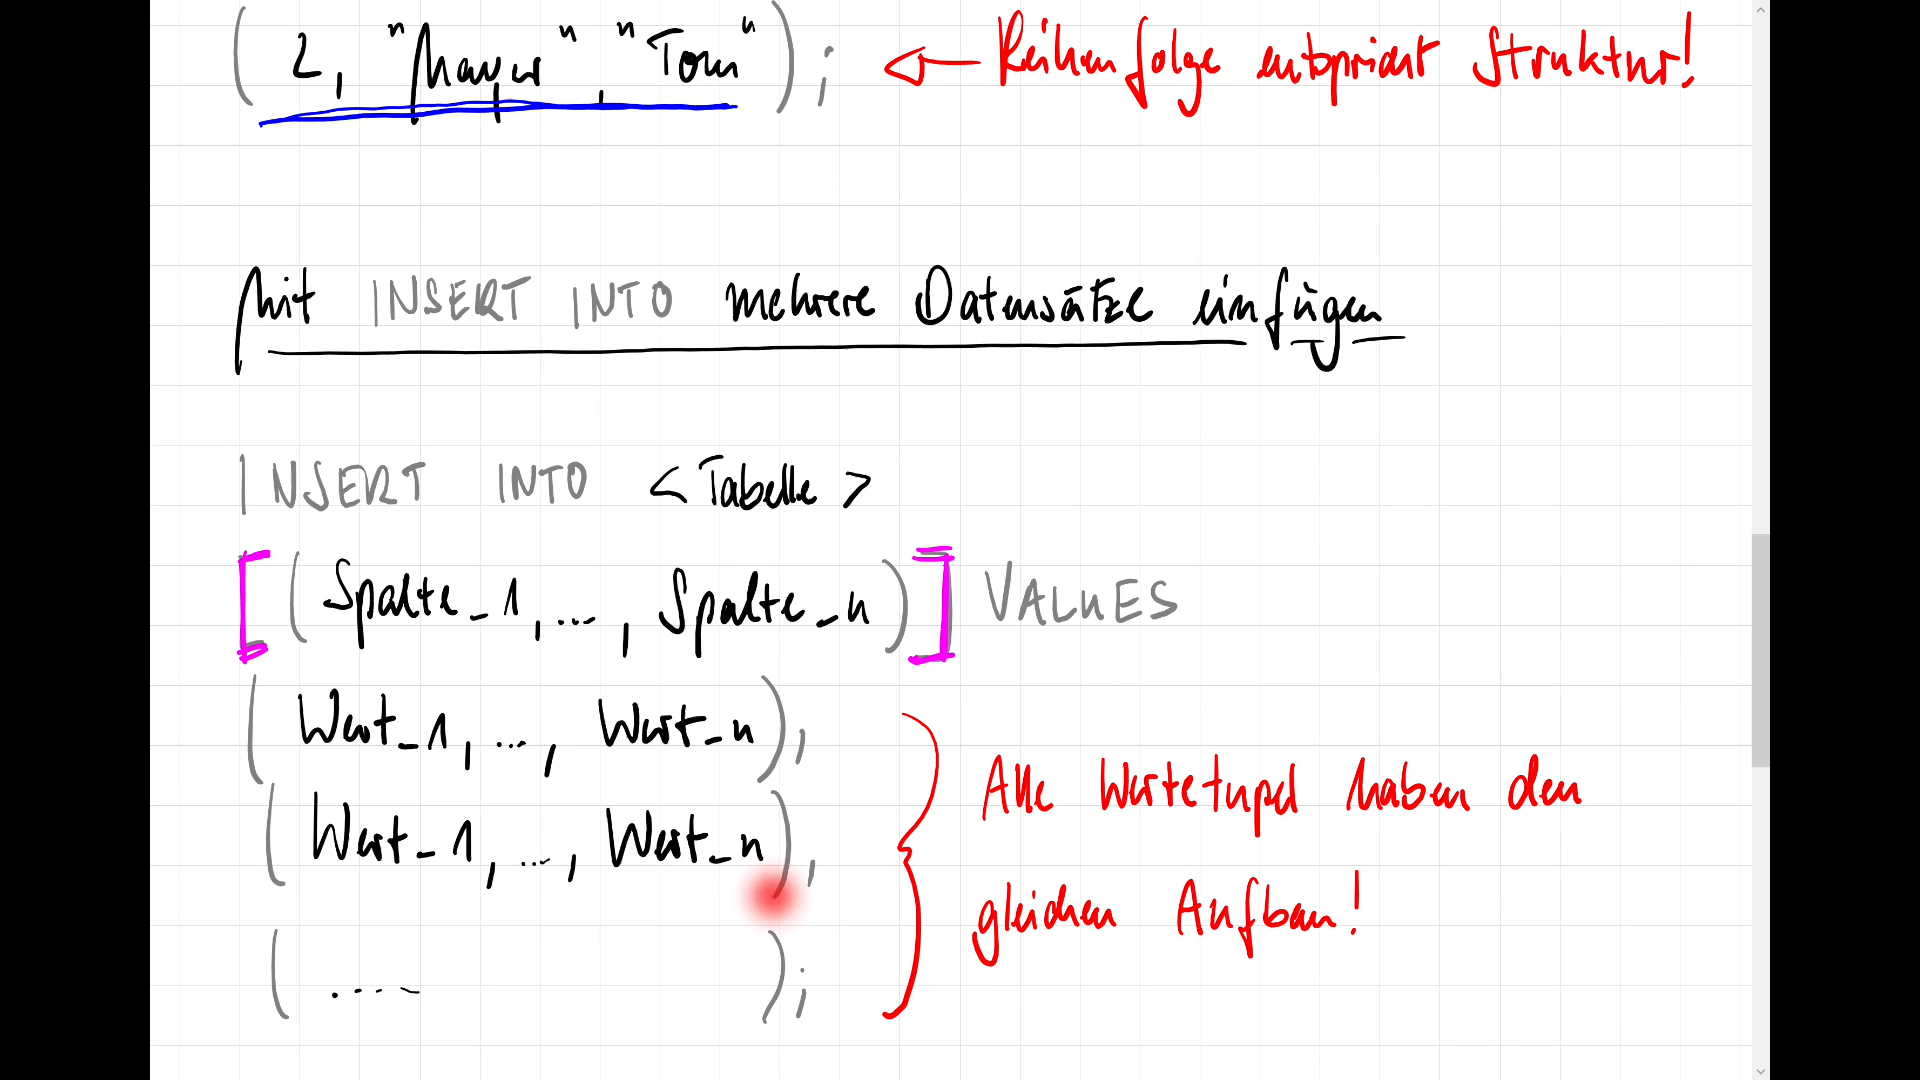 ( 2, "Mayer", "Tom" ); ← Reihenfolge entspricht Struktur!
Mit INSERT INTO mehrere Datensätze einfügen
INSERT INTO <Tabelle>
[ ( Spalte_1, ..., Spalte_n ) ] VALUES
( Wert_1, ..., Wert_n ),
( Wert_1, ..., Wert_n ),
( .... );
Alle Wertetupel haben den
gleichen Aufbau!